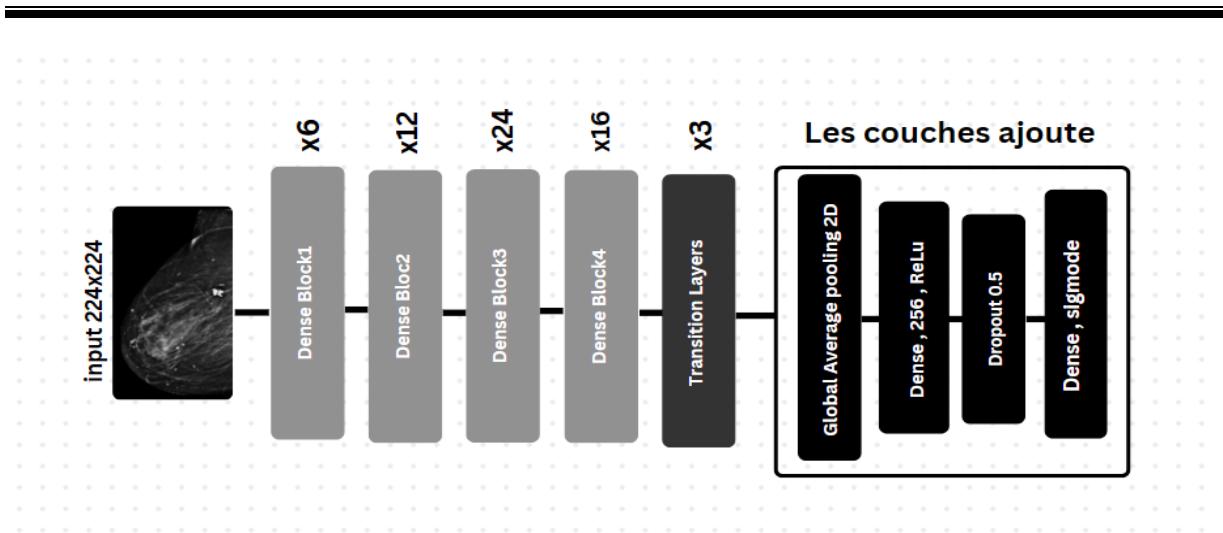 input 224x224
x6
Dense Block1
x12
Dense Bloc2
x24
Dense Block3
x16
Dense Block4
x3
Transition Layers
Les couches ajoute
Global Average pooling 2D
Dense , 256 , ReLu
Dropout 0.5
Dense , sigmode